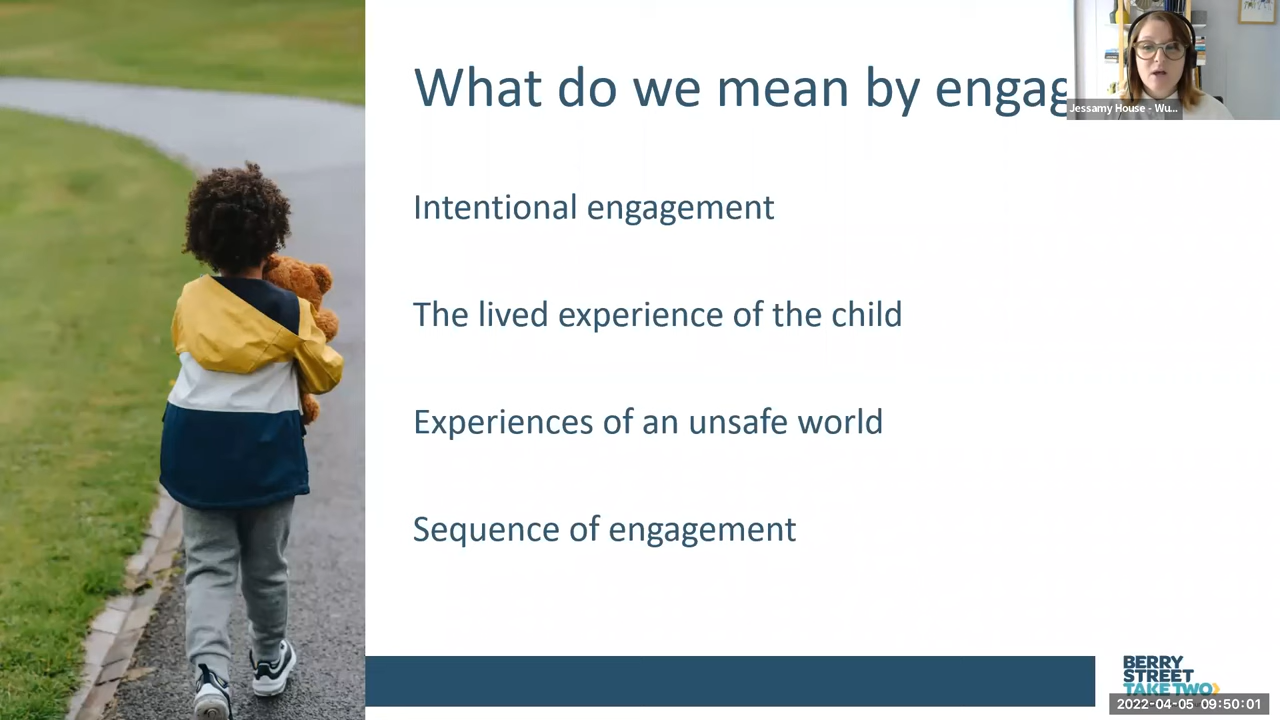 What do we mean by engag
Jessamy House - Wu...
Intentional engagement
The lived experience of the child
Experiences of an unsafe world
Sequence of engagement
BERRY
STREET
TAKE TWO
2022-04-05 09:50:01